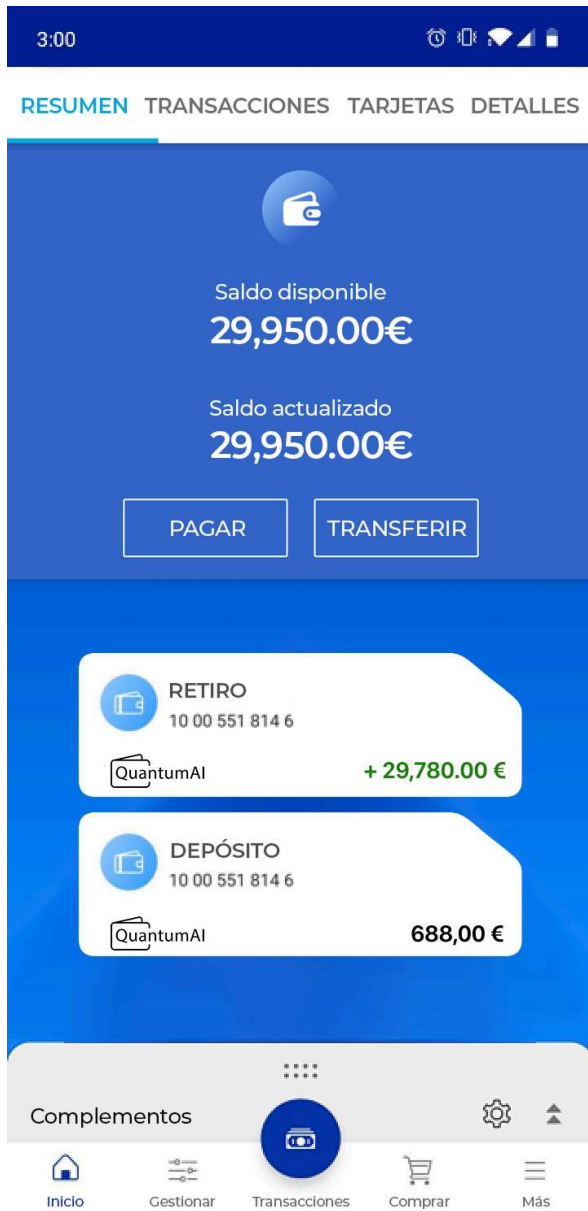 3:00
RESUMEN TRANSACCIONES TARJETAS DETALLES
Saldo disponible
29,950.00€
Saldo actualizado
29,950.00€
PAGAR TRANSFERIR
RETIRO
10 00 551 814 6
QuantumAI + 29,780.00 €
DEPÓSITO
10 00 551 814 6
QuantumAI 688,00 €
Complementos
Inicio Gestionar Transacciones Comprar Más